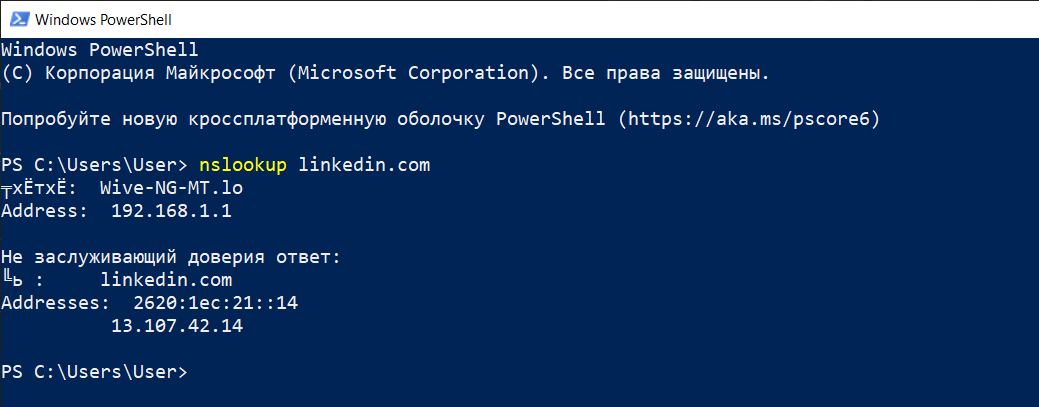 Windows PowerShell
Windows PowerShell
(C) Корпорация Майкрософт (Microsoft Corporation). Все права защищены.
Попробуйте новую кроссплатформенную оболочку PowerShell (https://aka.ms/pscore6)
PS C:\Users\User> nslookup linkedin.com
╤хЁтхЁ:  Wive-NG-MT.lo
Address:  192.168.1.1
Не заслуживающий доверия ответ:
╚ь :     linkedin.com
Addresses:  2620:1ec:21::14
          13.107.42.14
PS C:\Users\User>